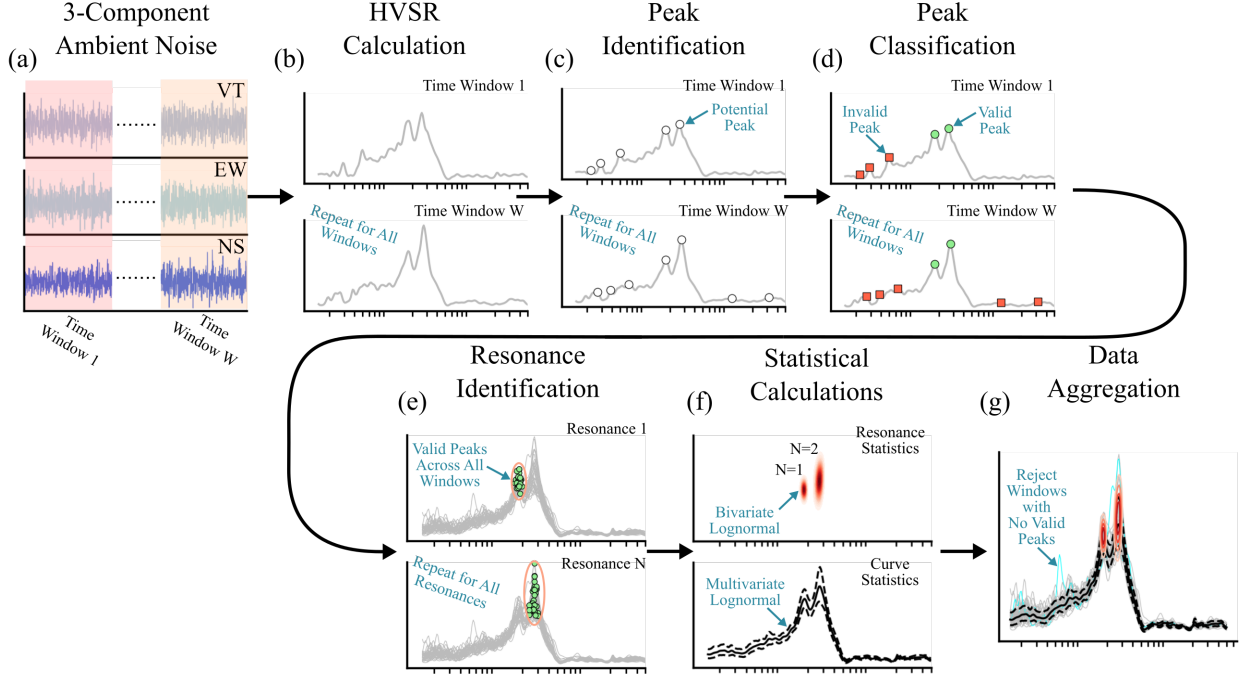 3-Component
Ambient Noise
(a)
VT
EW
NS
Time
Window 1
Time
Window W
HVSR
Calculation
(b)
Time Window 1
Time Window W
Repeat for All
Windows
Peak
Identification
(c)
Time Window 1
Potential
Peak
Time Window W
Repeat for All
Windows
Peak
Classification
(d)
Time Window 1
Invalid
Peak
Valid
Peak
Time Window W
Repeat for All
Windows
Resonance
Identification
(e)
Resonance 1
Valid Peaks
Across All
Windows
Resonance N
Repeat for All
Resonances
Statistical
Calculations
(f)
Resonance
Statistics
N=2
N=1
Bivariate
Lognormal
Curve
Statistics
Multivariate
Lognormal
Data
Aggregation
(g)
Reject
Windows
with
No Valid
Peaks